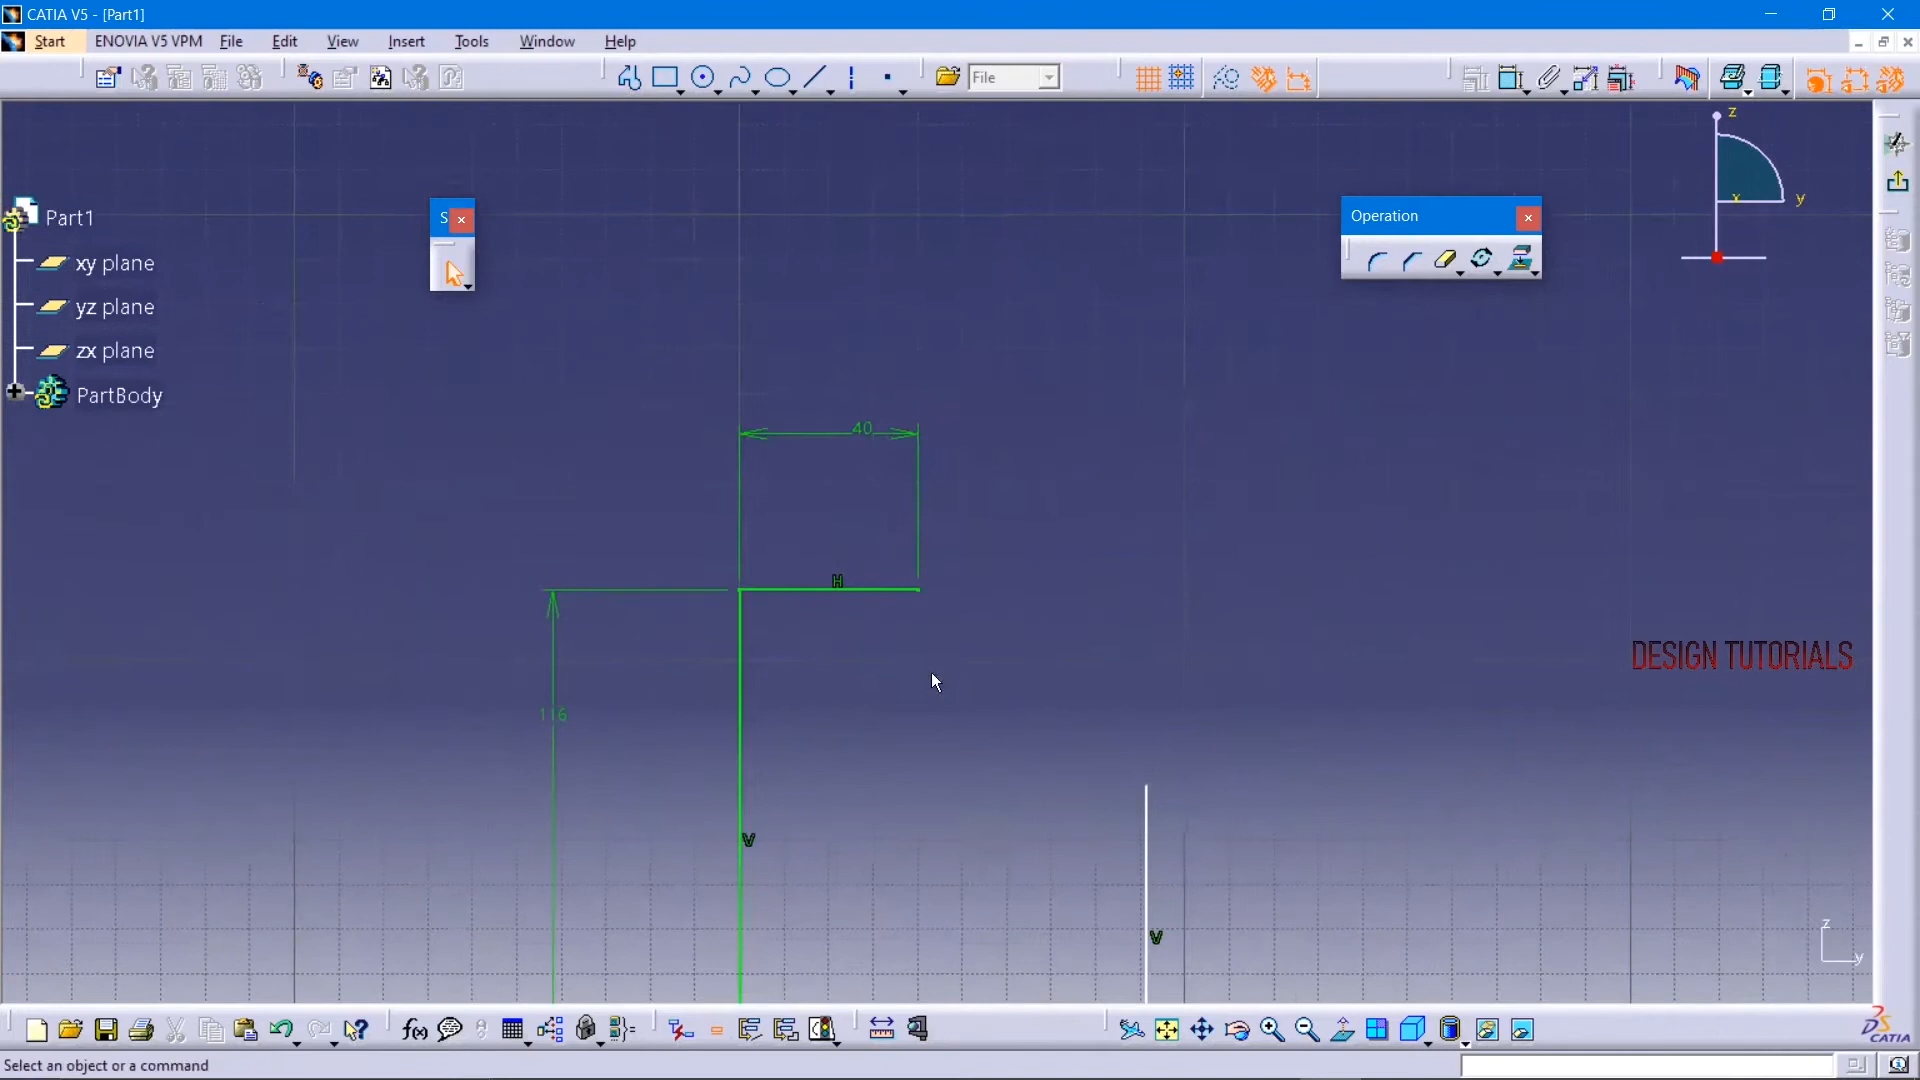 CATIA V5 - [Part1]
Start ENOVIA V5 VPM File Edit View Insert Tools Window Help
File
z
x
y
S
Operation
Part1
xy plane
yz plane
zx plane
PartBody
40
H
DESIGN TUTORIALS
116
V
V
z
y
f(x)
CATIA
Select an object or a command